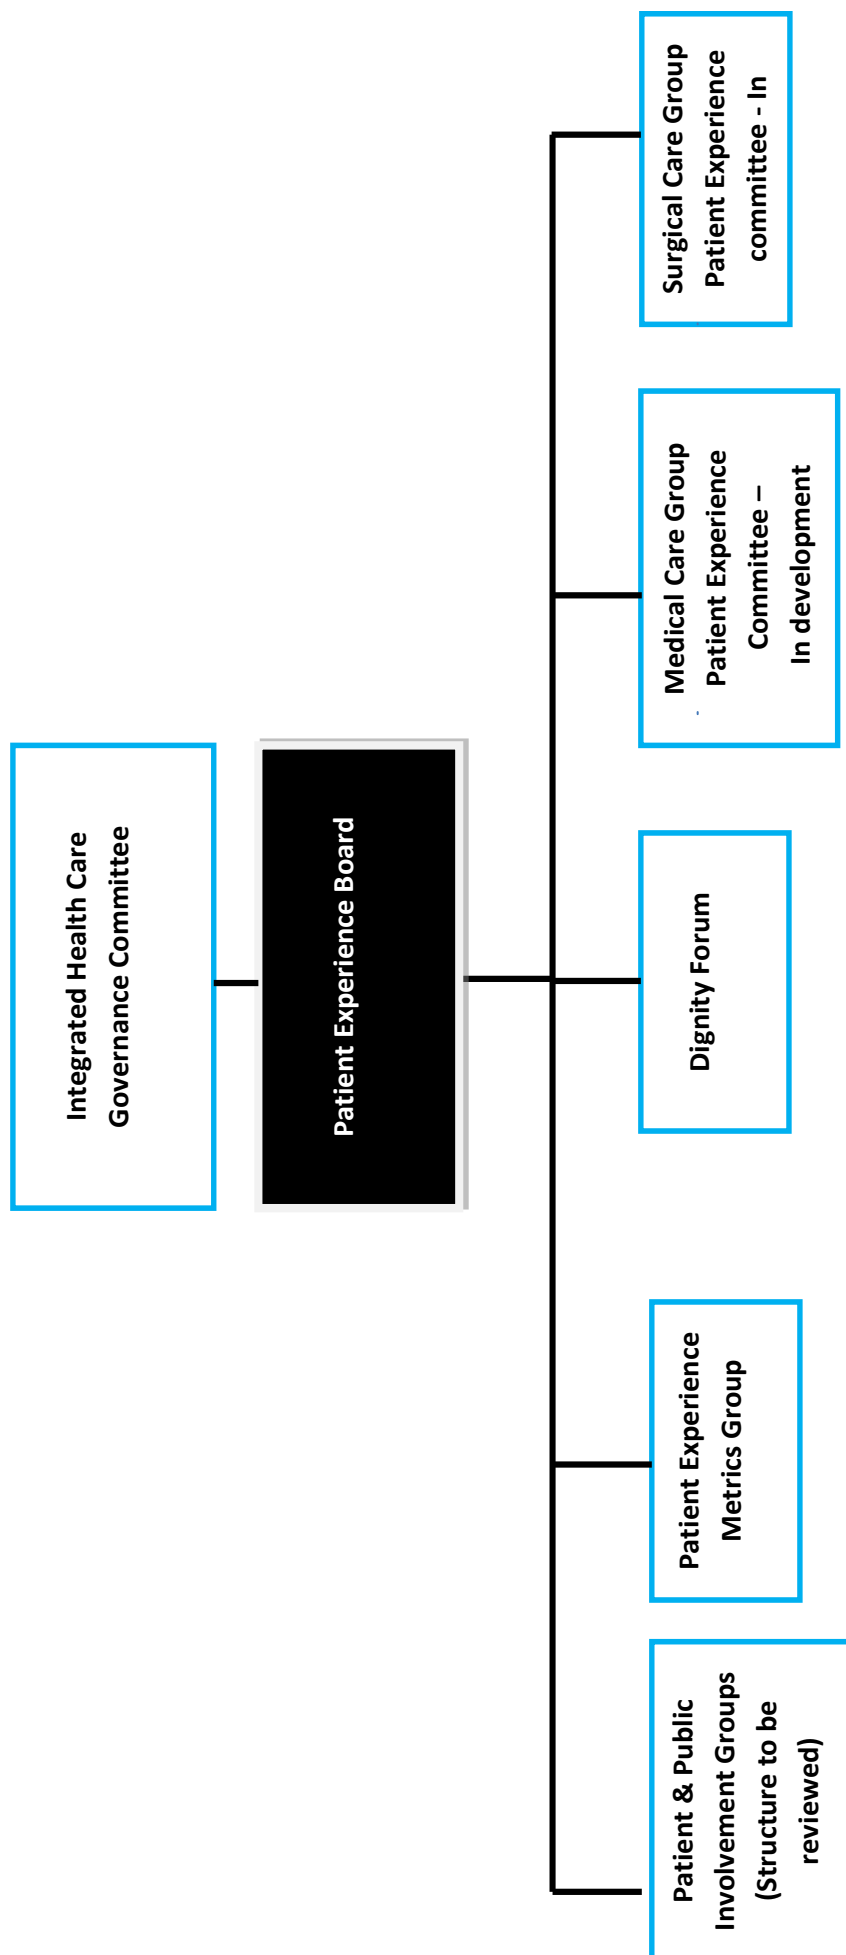 Integrated Health Care
Governance Committee
Patient Experience Board
Patient & Public
Involvement Groups
(Structure to be
reviewed)
Patient Experience
Metrics Group
Dignity Forum
Medical Care Group
Patient Experience
Committee –
In development
Surgical Care Group
Patient Experience
committee - In